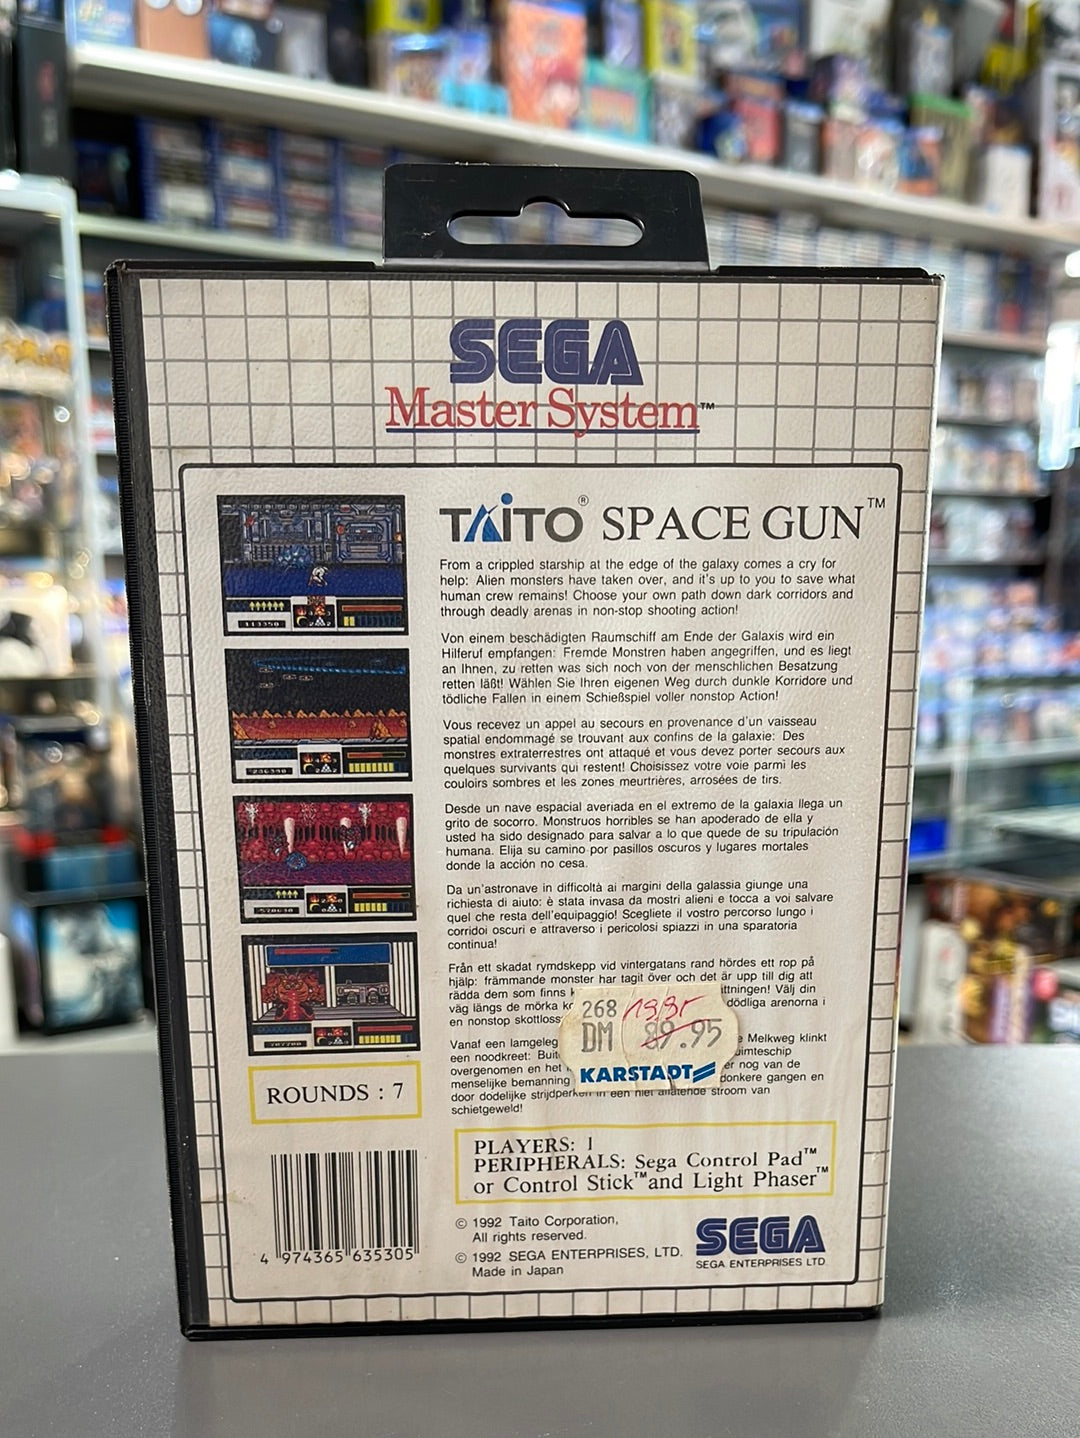 SEGA
Master System™
TAITO® SPACE GUN™
From a crippled starship at the edge of the galaxy comes a cry for
help: Alien monsters have taken over, and it's up to you to save what
human crew remains! Choose your own path down dark corridors and
through deadly arenas in non-stop shooting action!
Von einem beschädigten Raumschiff am Ende der Galaxis wird ein
Hilferuf empfangen: Fremde Monstren haben angegriffen, und es liegt
an Ihnen, zu retten was sich noch von der menschlichen Besatzung
retten läßt! Wählen Sie Ihren eigenen Weg durch dunkle Korridore und
tödliche Fallen in einem Schießspiel voller nonstop Action!
Vous recevez un appel au secours en provenance d'un vaisseau
spatial endommagé se trouvant aux confins de la galaxie: Des
monstres extraterrestres ont attaqué et vous devez porter secours aux
quelques survivants qui restent! Choisissez votre voie parmi les
couloirs sombres et les zones meurtrières, arrosées de tirs.
Desde un nave espacial averiada en el extremo de la galaxia llega un
grito de socorro. Monstruos horribles se han apoderado de ella y
usted ha sido designado para salvar a lo que quede de su tripulación
humana. Elija su camino por pasillos oscuros y lugares mortales
donde la acción no cesa.
Da un'astronave in difficoltà ai margini della galassia giunge una
richiesta di aiuto: è stata invasa da mostri alieni e tocca a voi salvare
quel che resta dell'equipaggio! Scegliete il vostro percorso lungo i
corridoi oscuri e attraverso i pericolosi spiazzi in una sparatoria
continua!
Från ett skadat rymdskepp vid vintergatans rand hördes ett rop på
hjälp: främmande monster har tagit över och det är upp till dig att
rädda dem som finns k ittningen! Välj din
väg längs de mörka ko dödliga arenorna i
en nonstop skottloss
Vanaf een lamgeleg e Melkweg klinkt
een noodkreet: Buit uimteschip
overgenomen en het er nog van de
menselijke bemanning donkere gangen en
door dodelijke strijdperken in een niet aflatende stroom van
schietgeweld!
268
DM 89.95
KARSTADT
ROUNDS : 7
PLAYERS: 1
PERIPHERALS: Sega Control Pad™
or Control Stick™ and Light Phaser™
4 974365 635305
© 1992 Taito Corporation,
All rights reserved.
© 1992 SEGA ENTERPRISES, LTD.
Made in Japan
SEGA
SEGA ENTERPRISES LTD.